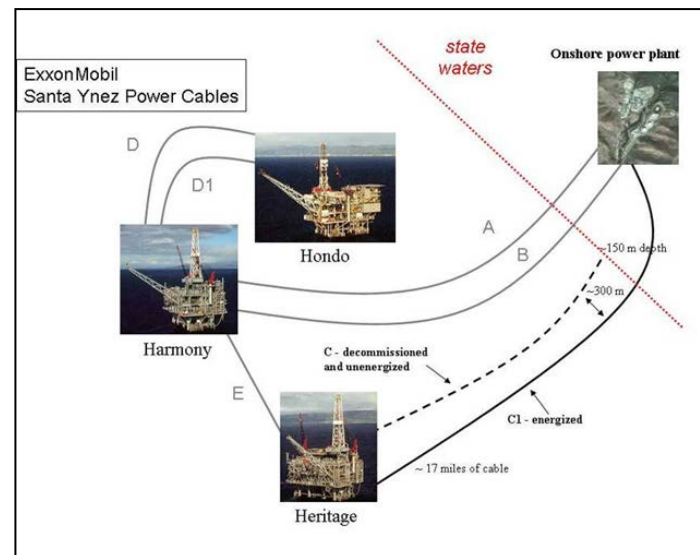 ExxonMobil
Santa Ynez Power Cables
state
waters
Onshore power plant
D
D1
Hondo
A
B
~150 m depth
~300 m
Harmony
C - decommissioned
and unenergized
E
C1 - energized
~ 17 miles of cable
Heritage